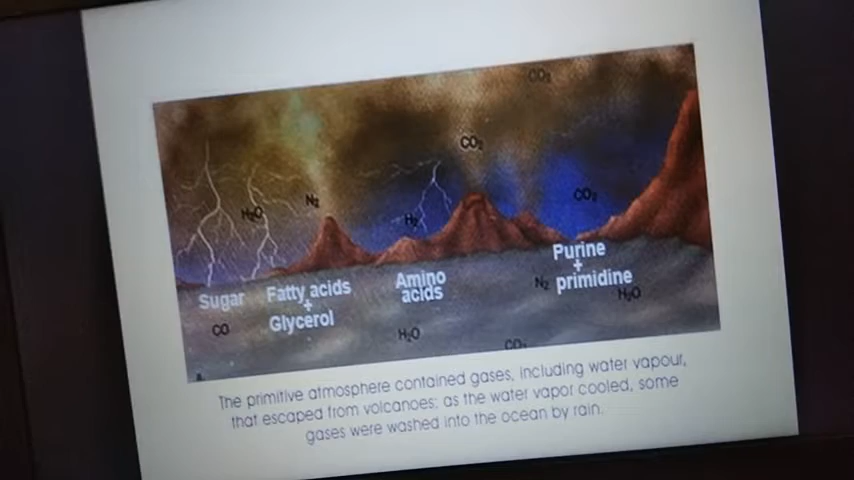 CO₂
CO₂
N₂
CO₂
H₂O
H₂
Purine
+
primidine
Amino
acids
N₂
Sugar
Fatty acids
+
Glycerol
H₂O
CO
H₂O
CO₂
The primitive atmosphere contained gases, including water vapour,
that escaped from volcanoes; as the water vapor cooled, some
gases were washed into the ocean by rain.